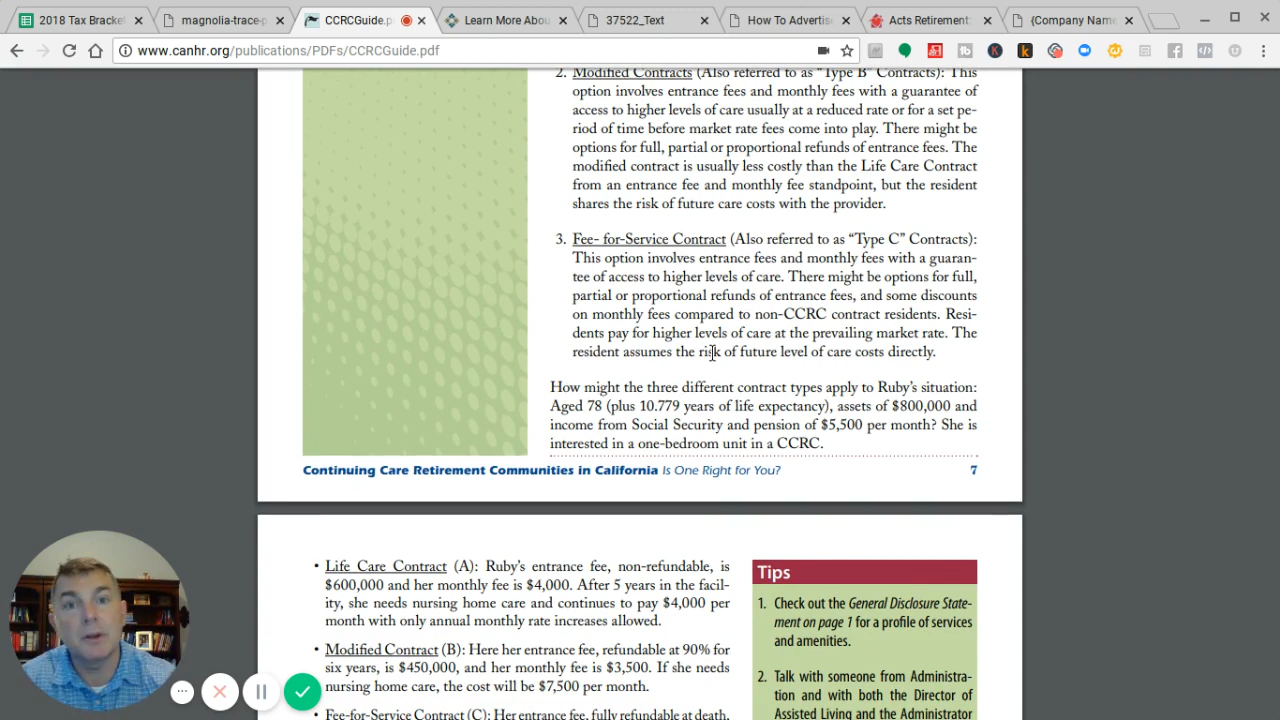 2018 Tax Bracket
magnolia-trace-p
CCRCGuide.p
Learn More Abou
37522_Text
How To Advertis
Acts Retirement
{Company Name
www.canhr.org/publications/PDFs/CCRCGuide.pdf
2. Modified Contracts (Also referred to as “Type B” Contracts): This
option involves entrance fees and monthly fees with a guarantee of
access to higher levels of care usually at a reduced rate or for a set pe-
riod of time before market rate fees come into play. There might be
options for full, partial or proportional refunds of entrance fees. The
modified contract is usually less costly than the Life Care Contract
from an entrance fee and monthly fee standpoint, but the resident
shares the risk of future care costs with the provider.
3. Fee- for-Service Contract (Also referred to as “Type C” Contracts):
This option involves entrance fees and monthly fees with a guaran-
tee of access to higher levels of care. There might be options for full,
partial or proportional refunds of entrance fees, and some discounts
on monthly fees compared to non-CCRC contract residents. Resi-
dents pay for higher levels of care at the prevailing market rate. The
resident assumes the risk of future level of care costs directly.
How might the three different contract types apply to Ruby’s situation:
Aged 78 (plus 10.779 years of life expectancy), assets of $800,000 and
income from Social Security and pension of $5,500 per month? She is
interested in a one-bedroom unit in a CCRC.
Continuing Care Retirement Communities in California Is One Right for You? 7
• Life Care Contract (A): Ruby’s entrance fee, non-refundable, is
$600,000 and her monthly fee is $4,000. After 5 years in the facil-
ity, she needs nursing home care and continues to pay $4,000 per
month with only annual monthly rate increases allowed.
• Modified Contract (B): Here her entrance fee, refundable at 90% for
six years, is $450,000, and her monthly fee is $3,500. If she needs
nursing home care, the cost will be $7,500 per month.
• Fee-for-Service Contract (C): Her entrance fee, fully refundable at death,
Tips
1. Check out the General Disclosure State-
ment on page 1 for a profile of services
and amenities.
2. Talk with someone from Administra-
tion and with both the Director of
Assisted Living and the Administrator